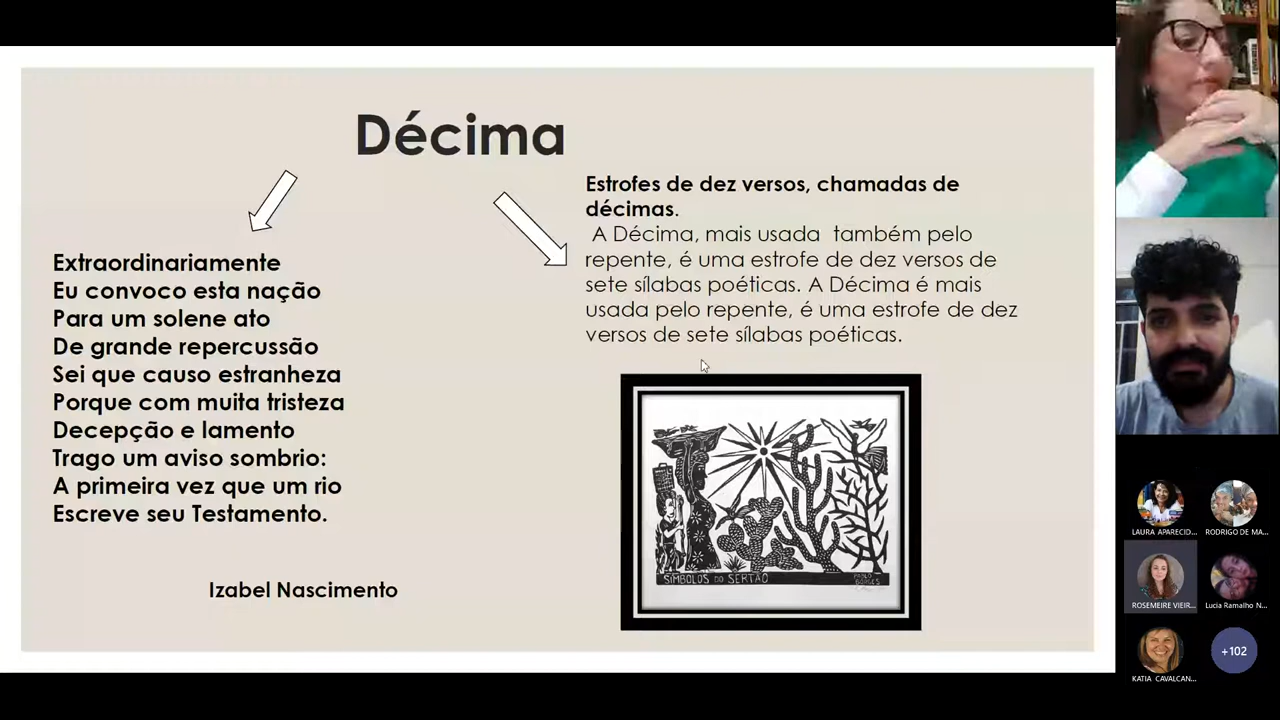 Décima
Extraordinariamente
Eu convoco esta nação
Para um solene ato
De grande repercussão
Sei que causo estranheza
Porque com muita tristeza
Decepção e lamento
Trago um aviso sombrio:
A primeira vez que um rio
Escreve seu Testamento.
Izabel Nascimento
Estrofes de dez versos, chamadas de
décimas.
A Décima, mais usada também pelo
repente, é uma estrofe de dez versos de
sete sílabas poéticas. A Décima é mais
usada pelo repente, é uma estrofe de dez
versos de sete sílabas poéticas.
SÍMBOLOS DO SERTÃO
BORGES
LAURA APARECID...
RODRIGO DE MA...
ROSEMEIRE VIEIR...
Lucia Ramalho N...
KATIA CAVALCAN...
+102